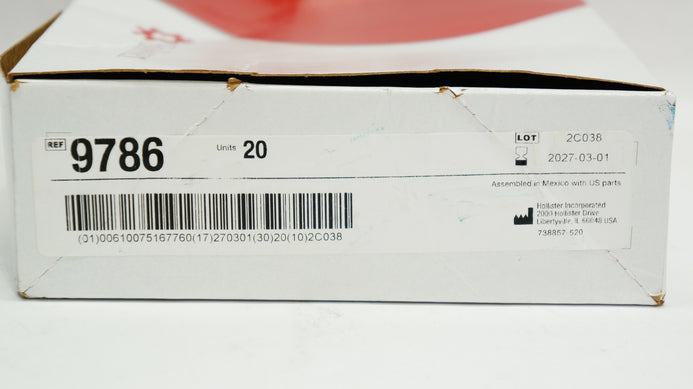 REF 9786 Units 20
LOT 2C038
2027-03-01
Assembled in Mexico with US parts
Hollister Incorporated
2000 Hollister Drive
Libertyville, IL 60048 USA
738857-520
(01)00610075167760(17)270301(30)20(10)2C038